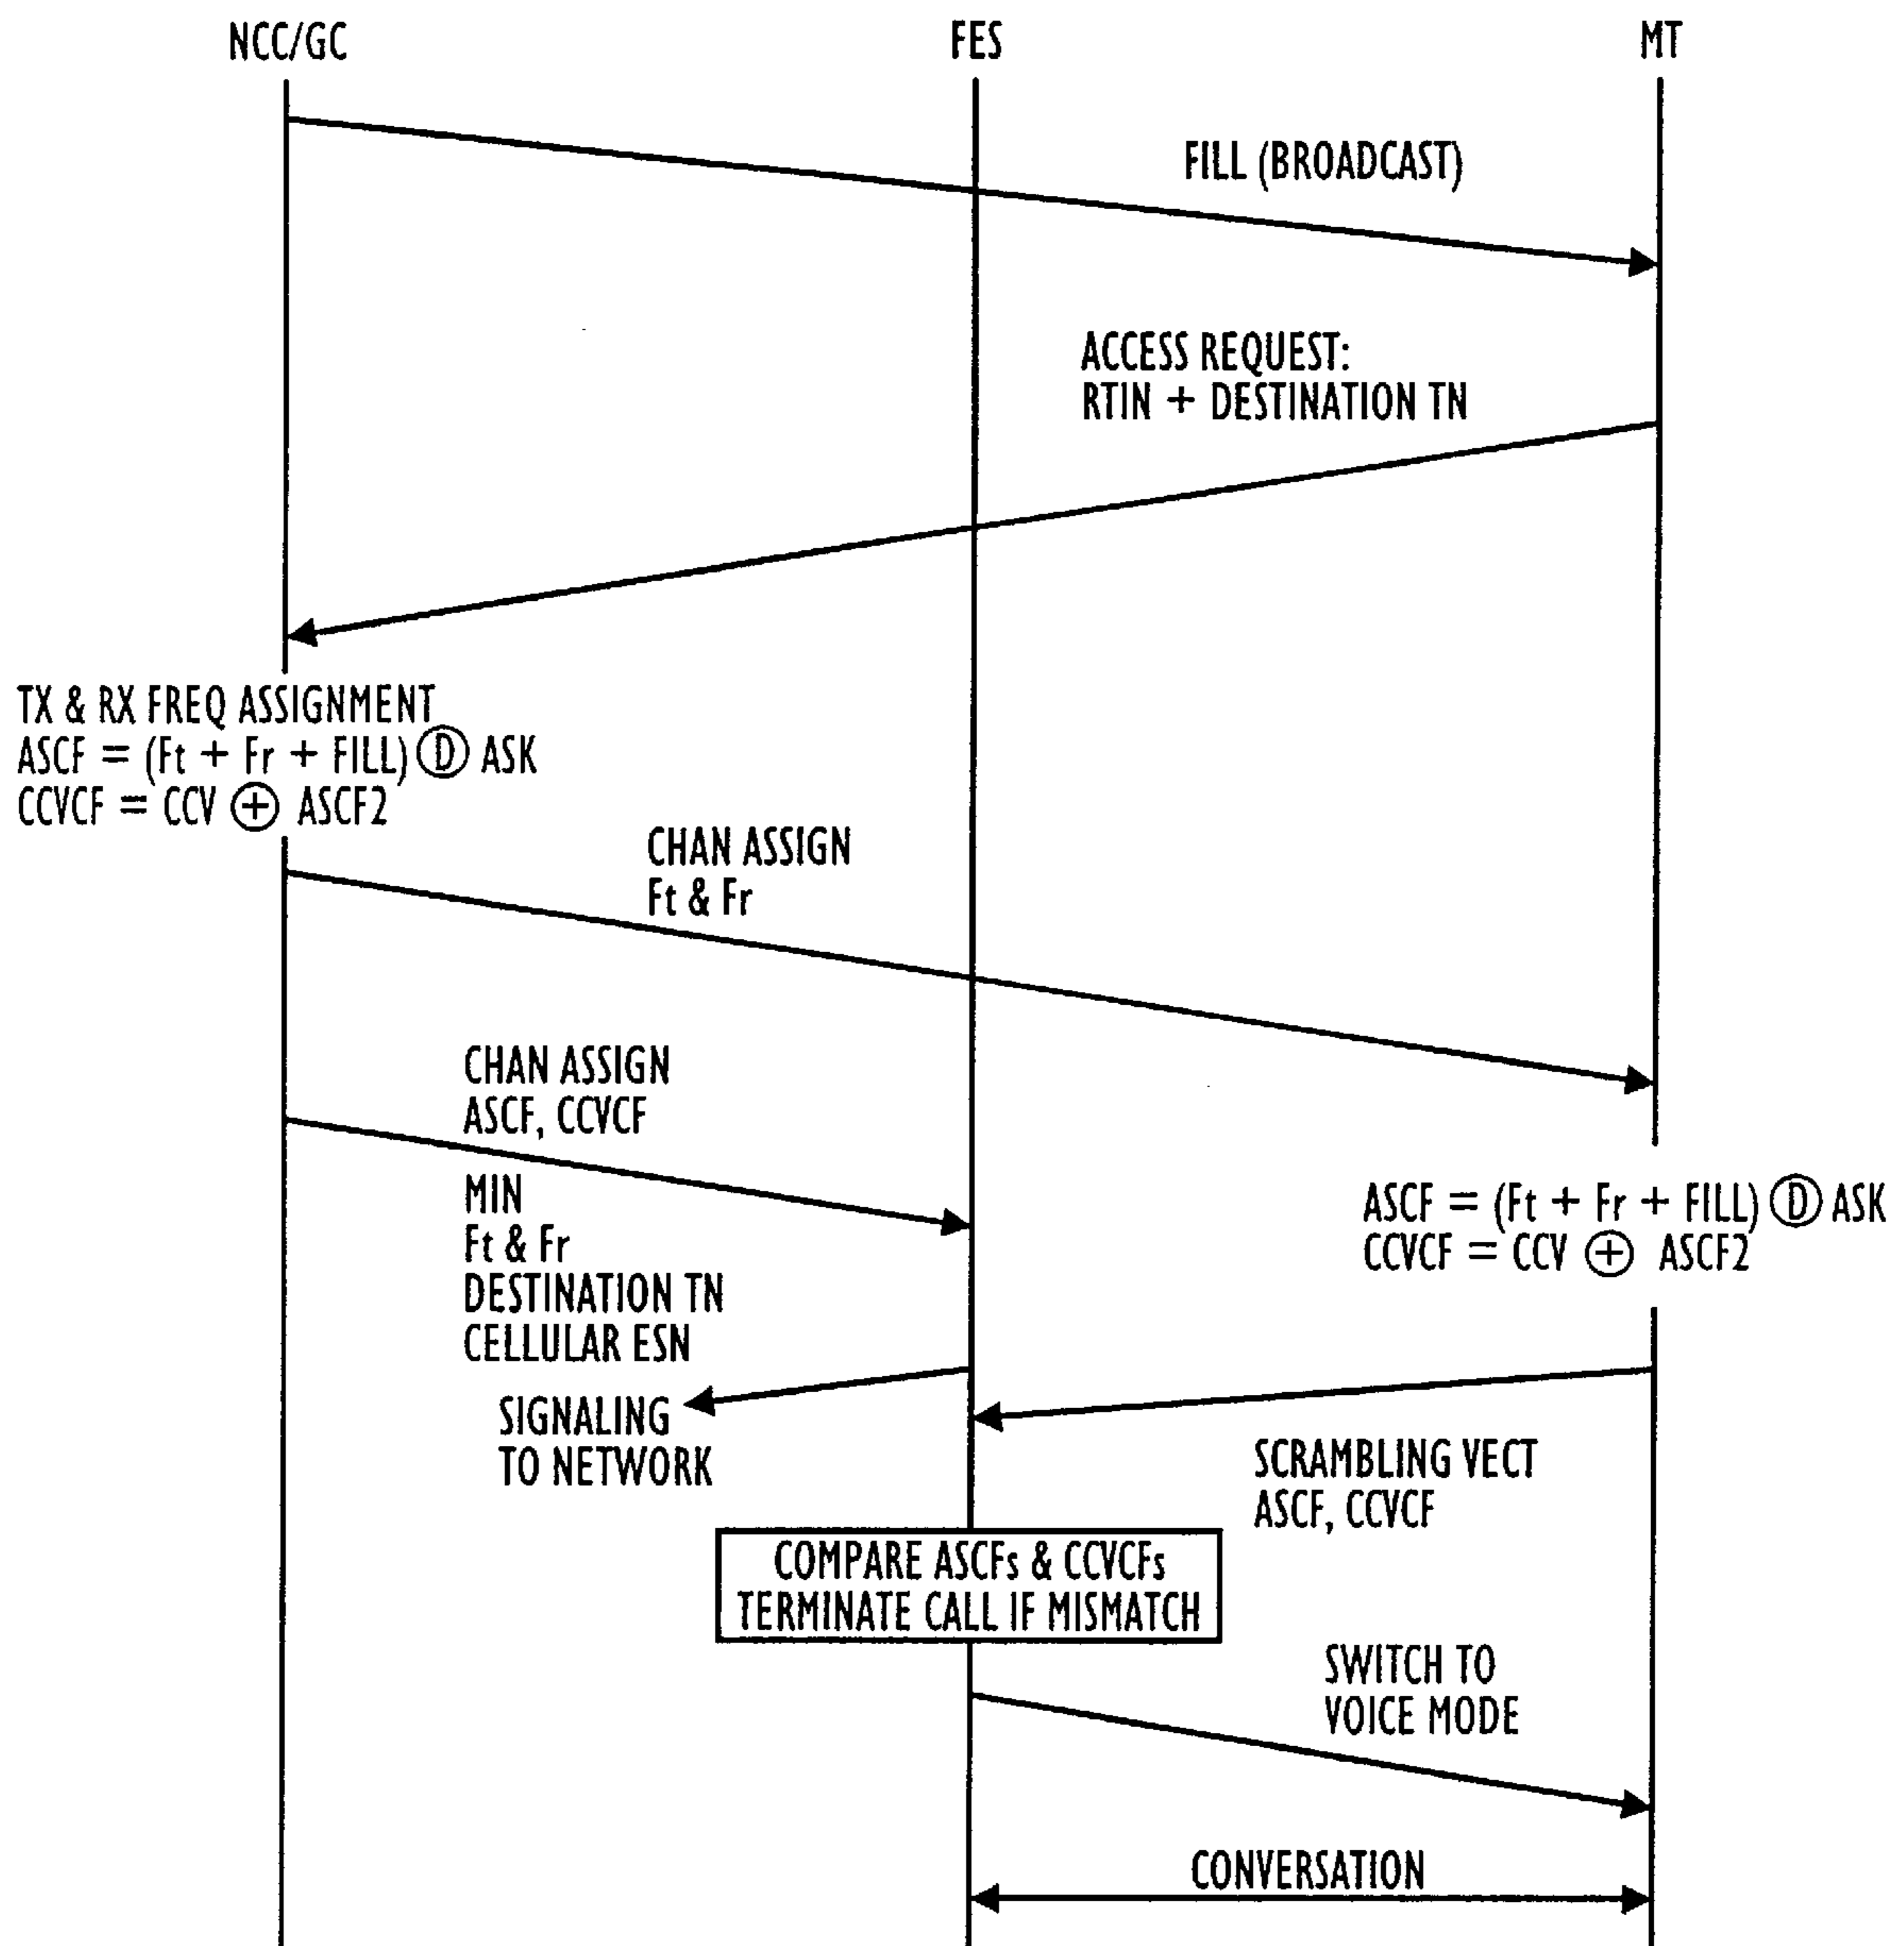 NCC/GC
FES
MT
FILL (BROADCAST)
ACCESS REQUEST:
RTIN + DESTINATION TN
TX & RX FREQ ASSIGNMENT
ASCF = (Ft + Fr + FILL) Ⓓ ASK
CCVCF = CCV ⊕ ASCF2
CHAN ASSIGN
Ft & Fr
CHAN ASSIGN
ASCF, CCVCF
MIN
Ft & Fr
DESTINATION TN
CELLULAR ESN
ASCF = (Ft + Fr + FILL) Ⓓ ASK
CCVCF = CCV ⊕ ASCF2
SIGNALING
TO NETWORK
SCRAMBLING VECT
ASCF, CCVCF
COMPARE ASCFs & CCVCFs
TERMINATE CALL IF MISMATCH
SWITCH TO
VOICE MODE
CONVERSATION